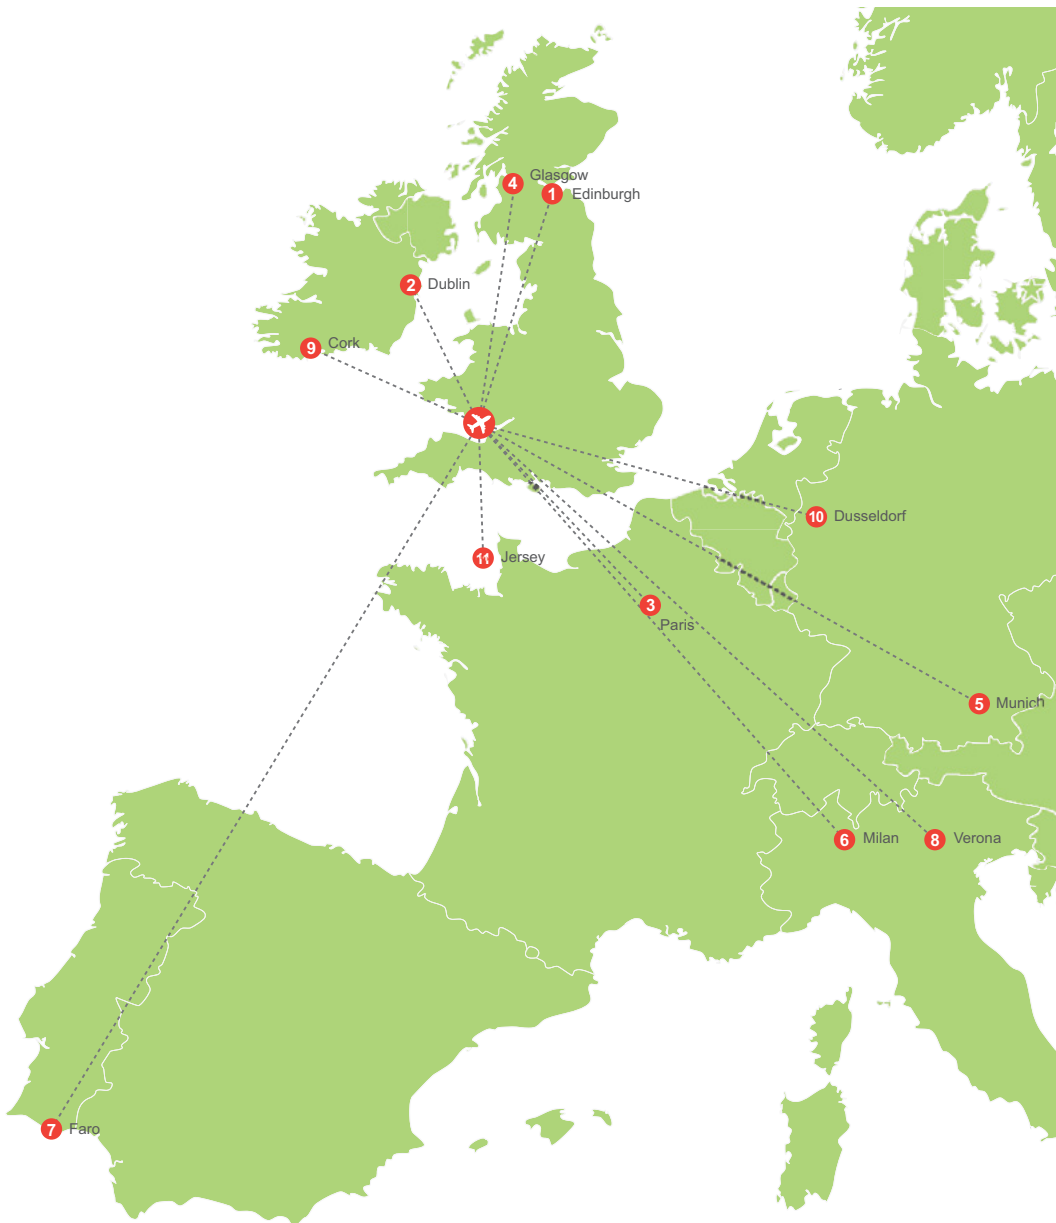 4 Glasgow
1 Edinburgh
2 Dublin
9 Cork
10 Dusseldorf
11 Jersey
3 Paris
5 Munich
6 Milan
8 Verona
7 Faro